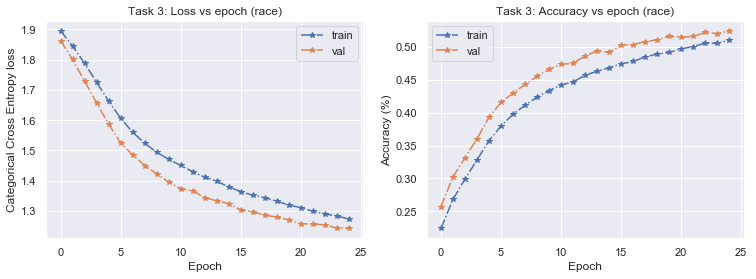 Task 3: Loss vs epoch (race)
Categorical Cross Entropy loss
1.9
1.8
1.7
1.6
1.5
1.4
1.3
train
val
0
5
10
15
20
25
Epoch
Task 3: Accuracy vs epoch (race)
Accuracy (%)
0.50
0.45
0.40
0.35
0.30
0.25
train
val
0
5
10
15
20
25
Epoch